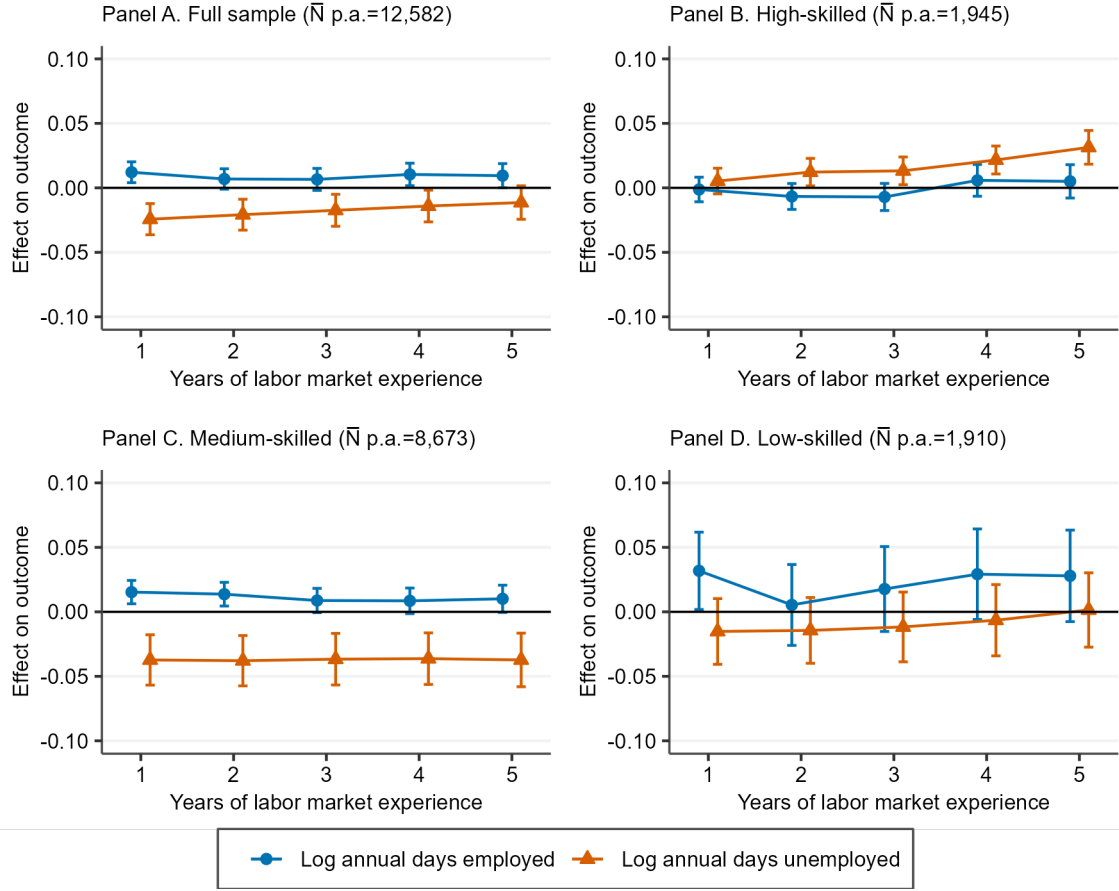 Panel A. Full sample (N̅ p.a.=12,582)
Effect on outcome
0.10
0.05
0.00
-0.05
-0.10
1 2 3 4 5
Years of labor market experience
Panel B. High-skilled (N̅ p.a.=1,945)
Effect on outcome
0.10
0.05
0.00
-0.05
-0.10
1 2 3 4 5
Years of labor market experience
Panel C. Medium-skilled (N̅ p.a.=8,673)
Effect on outcome
0.10
0.05
0.00
-0.05
-0.10
1 2 3 4 5
Years of labor market experience
Panel D. Low-skilled (N̅ p.a.=1,910)
Effect on outcome
0.10
0.05
0.00
-0.05
-0.10
1 2 3 4 5
Years of labor market experience
Log annual days employed Log annual days unemployed